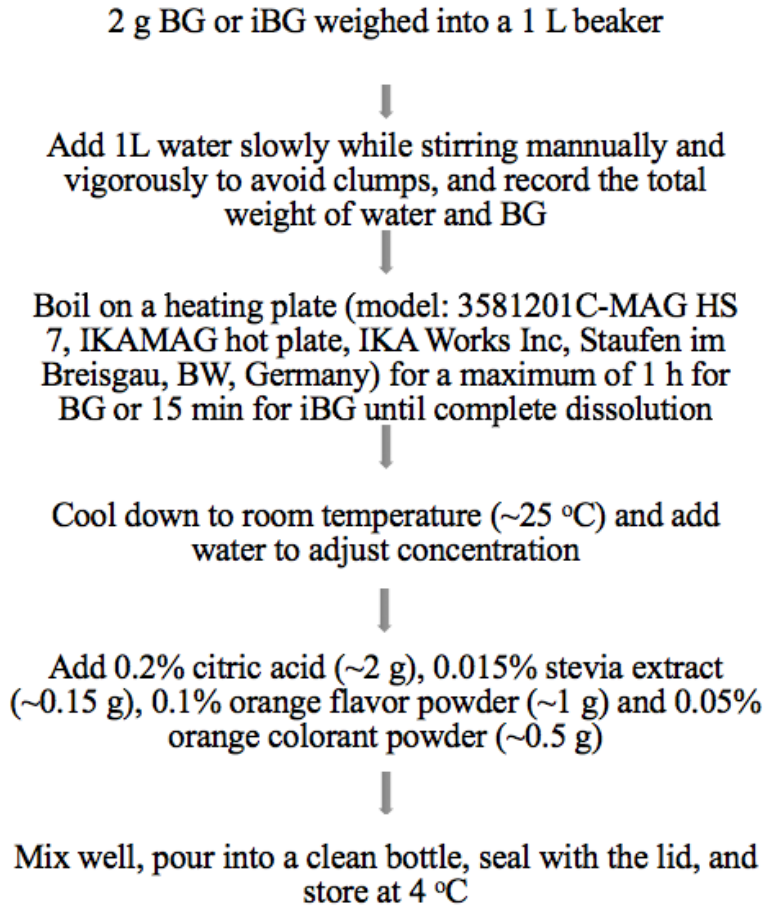 2 g BG or iBG weighed into a 1 L beaker
Add 1L water slowly while stirring mannually and
vigorously to avoid clumps, and record the total
weight of water and BG
Boil on a heating plate (model: 3581201C-MAG HS
7, IKAMAG hot plate, IKA Works Inc, Staufen im
Breisgau, BW, Germany) for a maximum of 1 h for
BG or 15 min for iBG until complete dissolution
Cool down to room temperature (~25 °C) and add
water to adjust concentration
Add 0.2% citric acid (~2 g), 0.015% stevia extract
(~0.15 g), 0.1% orange flavor powder (~1 g) and 0.05%
orange colorant powder (~0.5 g)
Mix well, pour into a clean bottle, seal with the lid, and
store at 4 °C